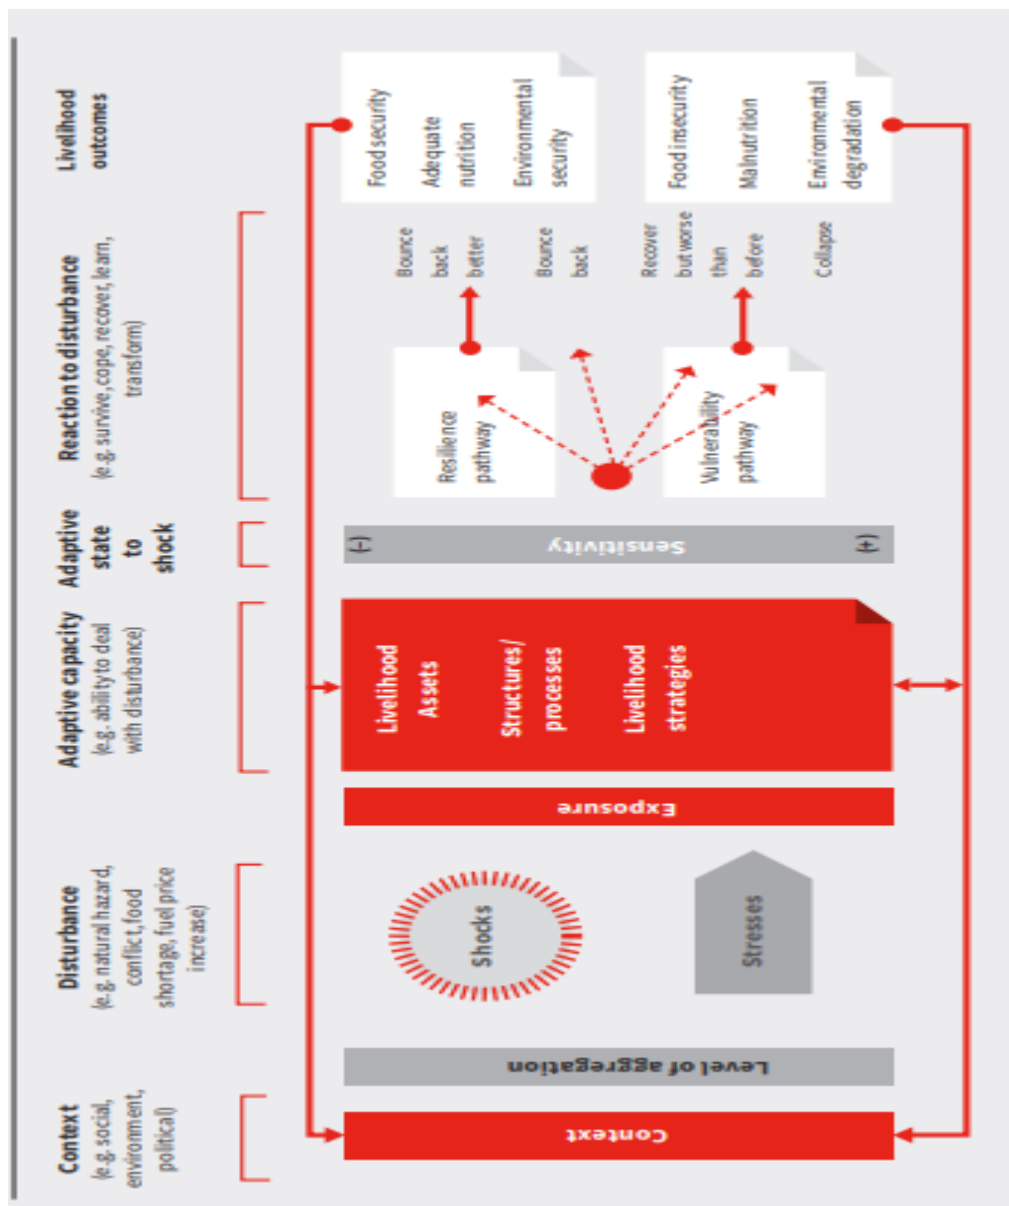 Context
(e.g. social,
environment,
political)
Disturbance
(e.g. natural hazard,
conflict, food
shortage, fuel price
increase)
Adaptive capacity
(e.g. ability to deal
with disturbance)
Adaptive
state
to
shock
Reaction to disturbance
(e.g. survive, cope, recover, learn,
transform)
Livelihood
outcomes
Context
Level of aggregation
Shocks
Stresses
Exposure
Livelihood
Assets
Structures/
processes
Livelihood
strategies
(-)
Sensitivity
(+)
Resilience
pathway
Vulnerability
pathway
Bounce
back
better
Bounce
back
Recover
but worse
than
before
Collapse
Food security
Adequate
nutrition
Environmental
security
Food insecurity
Malnutrition
Environmental
degradation